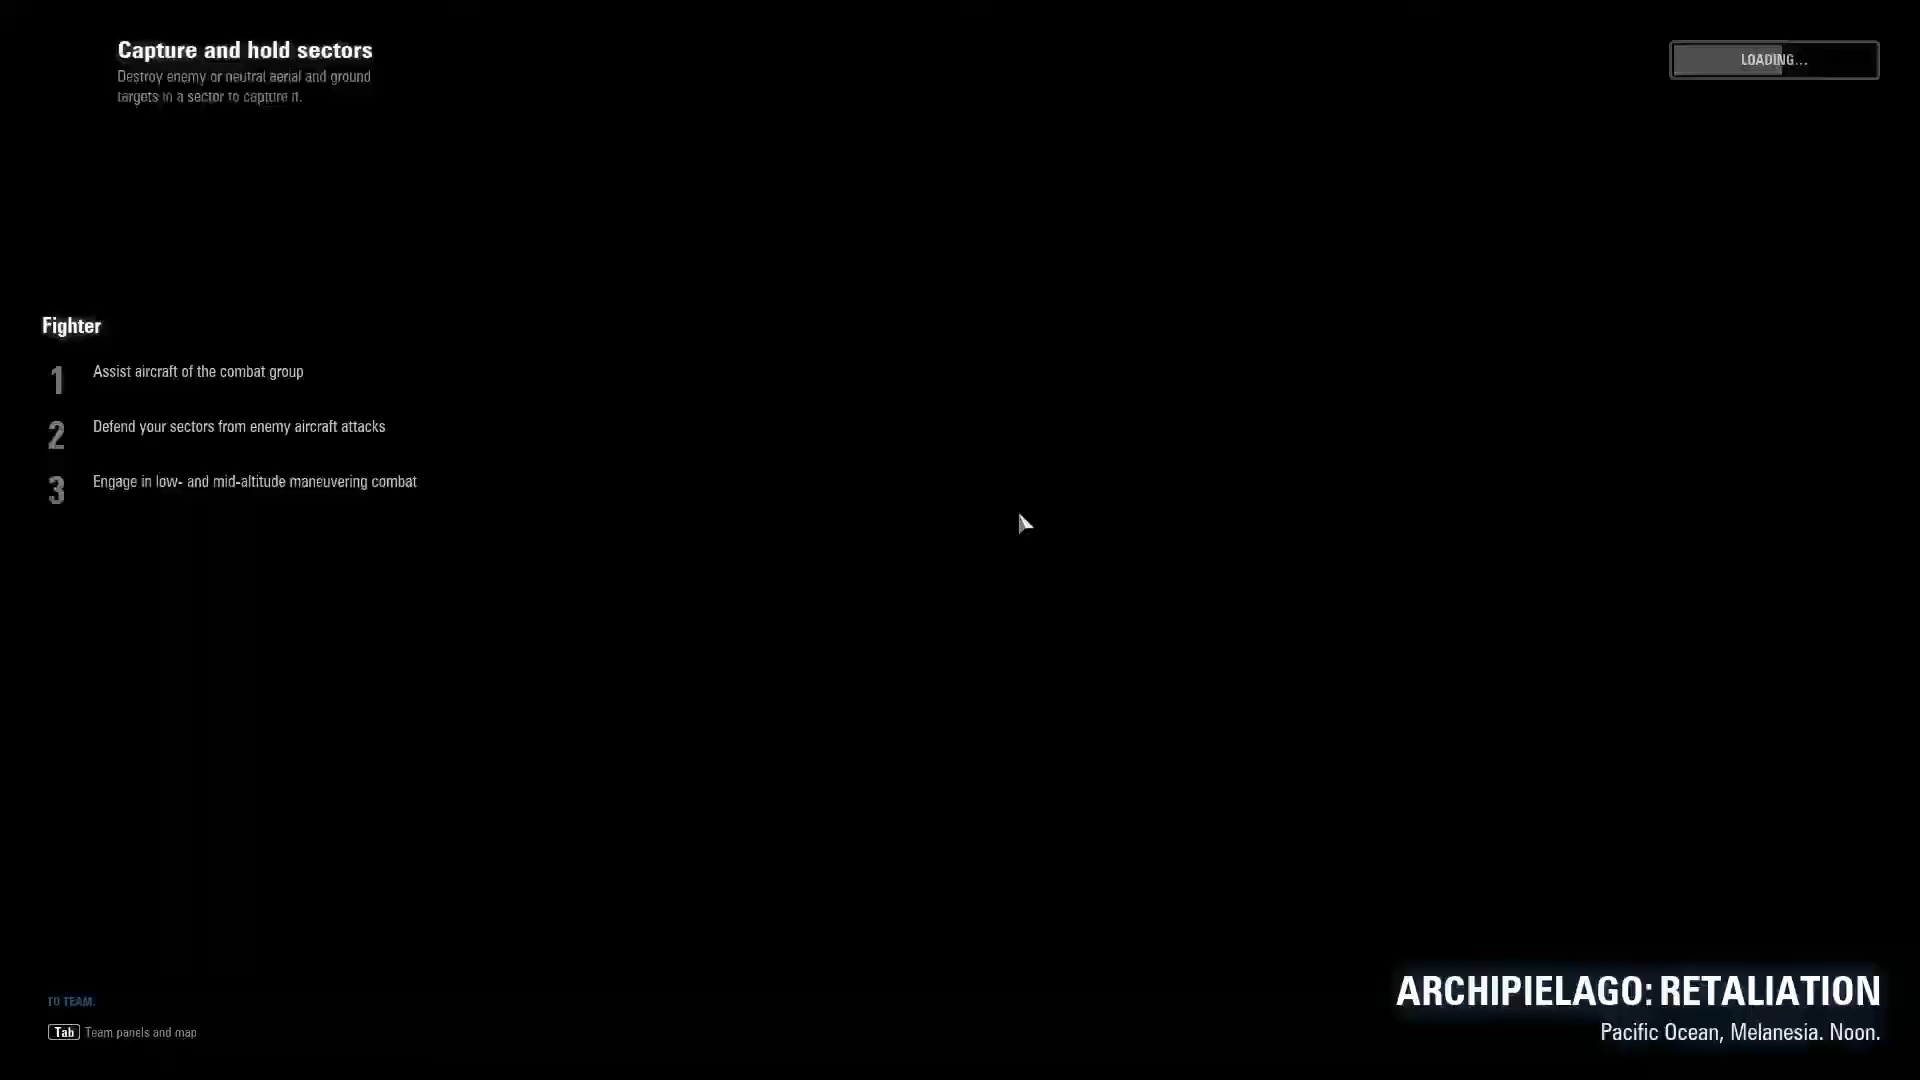 Capture and hold sectors
Destroy enemy or neutral aerial and ground
targets in a sector to capture it.
LOADING...
Fighter
1 Assist aircraft of the combat group
2 Defend your sectors from enemy aircraft attacks
3 Engage in low- and mid-altitude maneuvering combat
TO TEAM:
Tab Team panels and map
ARCHIPIELAGO: RETALIATION
Pacific Ocean, Melanesia. Noon.